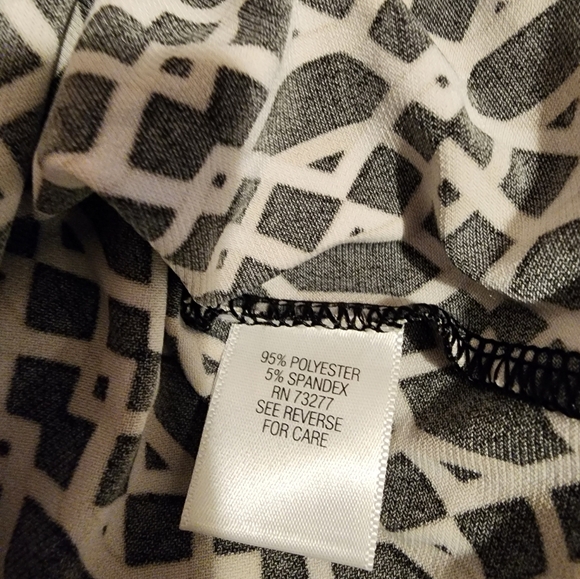 95% POLYESTER
5% SPANDEX
RN 73277
SEE REVERSE
FOR CARE